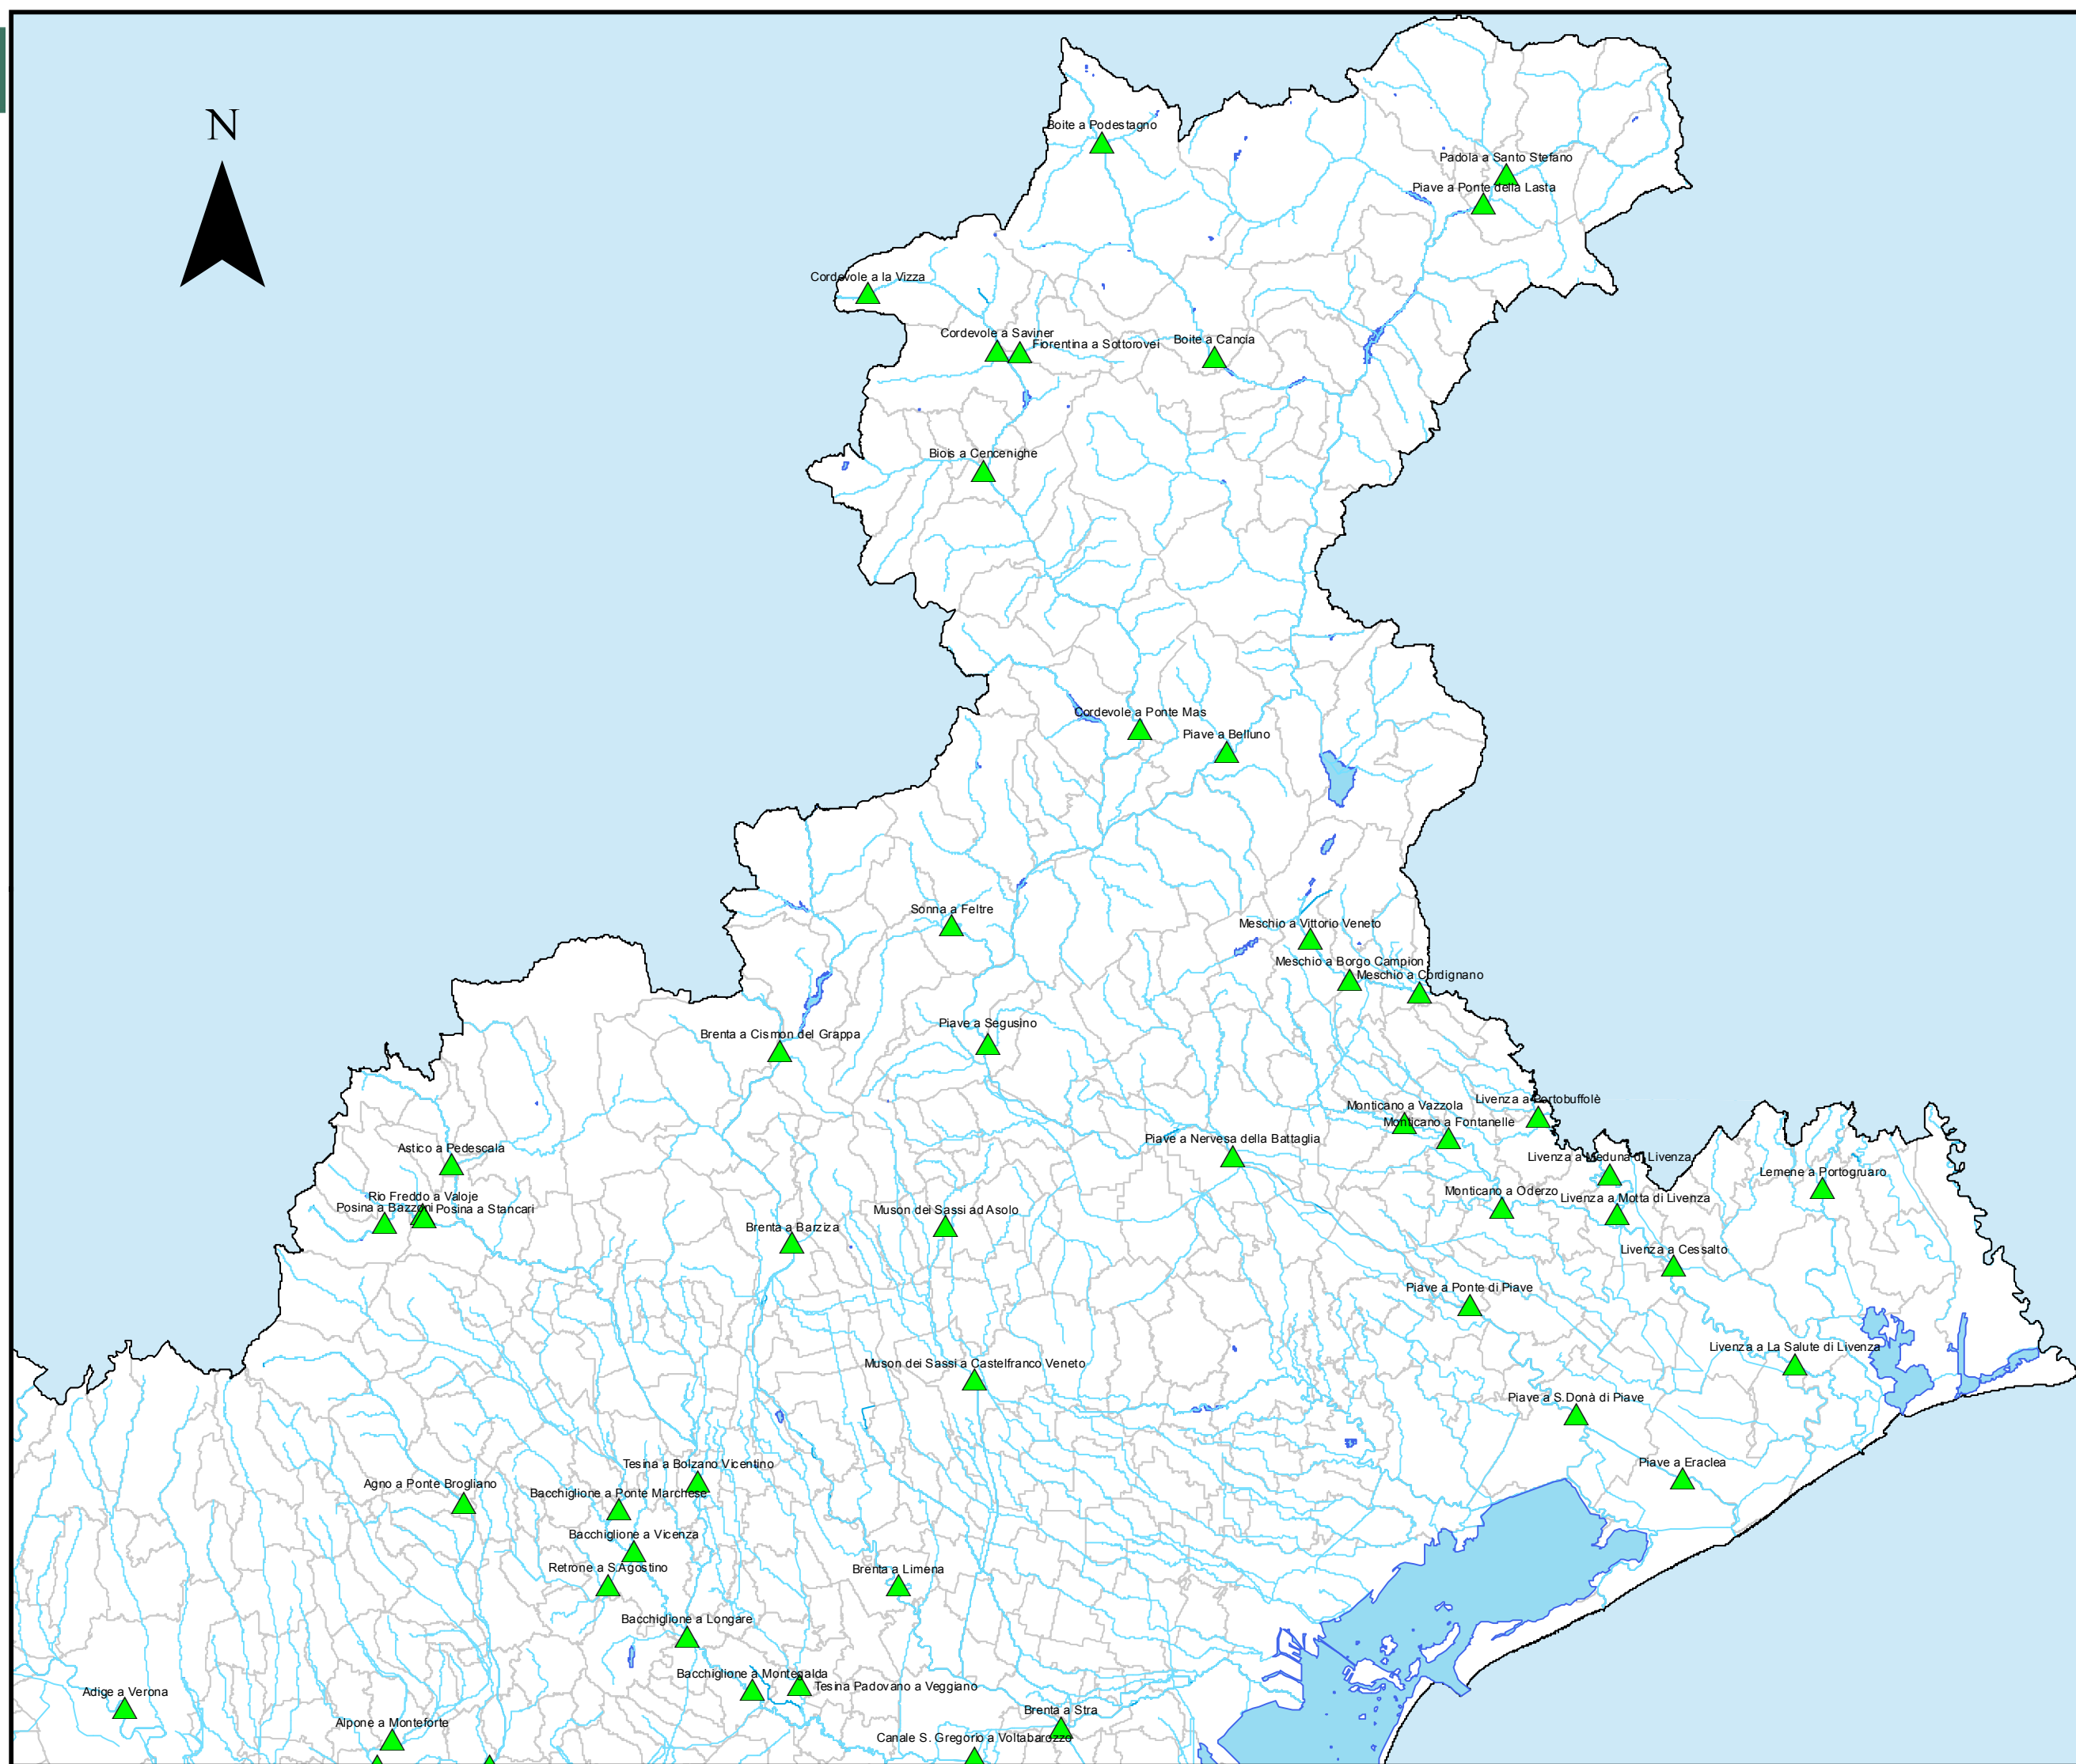 N
Boite a Podestagno
Padola a Santo Stefano
Piave a Ponte della Lasta
Cordevole a la Vizza
Cordevole a Saviner
Fiorentina a Sottorovei
Boite a Cancia
Biois a Cencenighe
Cordevole a Ponte Mas
Piave a Belluno
Sonna a Feltre
Meschio a Vittorio Veneto
Meschio a Borgo Campion
Meschio a Cordignano
Piave a Segusino
Brenta a Cismon del Grappa
Livenza a Portobuffolè
Monticano a Vazzola
Monticano a Fontanelle
Piave a Nervesa della Battaglia
Astico a Pedescala
Livenza a Meduna di Livenza
Lemene a Portogruaro
Monticano a Oderzo
Rio Freddo a Valoje
Livenza a Motta di Livenza
Posina a Bazzoni
Posina a Stancari
Muson dei Sassi ad Asolo
Brenta a Barziza
Livenza a Cessalto
Piave a Ponte di Piave
Livenza a La Salute di Livenza
Muson dei Sassi a Castelfranco Veneto
Piave a S.Donà di Piave
Tesina a Bolzano Vicentino
Piave a Eraclea
Agno a Ponte Brogliano
Bacchiglione a Ponte Marchese
Bacchiglione a Vicenza
Retrone a S.Agostino
Brenta a Limena
Bacchiglione a Longare
Bacchiglione a Montegalda
Tesina Padovano a Veggiano
Adige a Verona
Brenta a Stra
Alpone a Monteforte
Canale S. Gregorio a Voltabarozzo